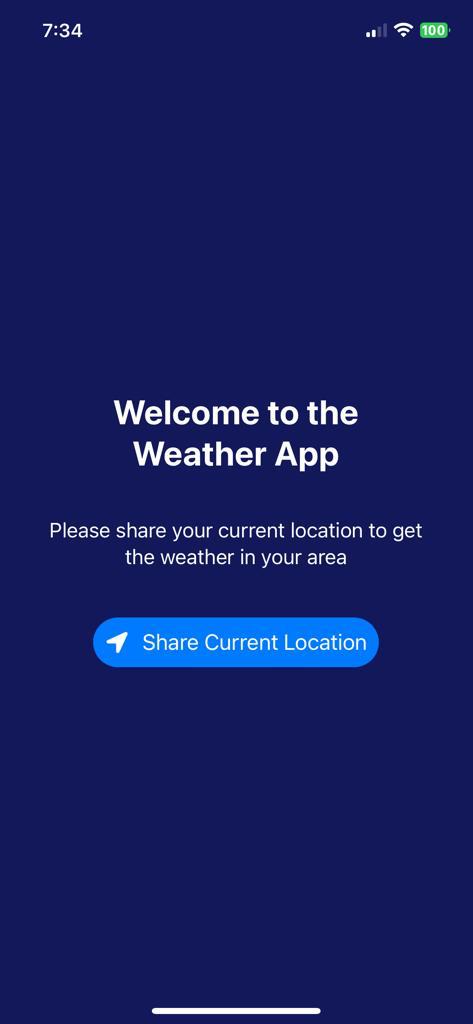 7:34
100
Welcome to the
Weather App
Please share your current location to get
the weather in your area
Share Current Location